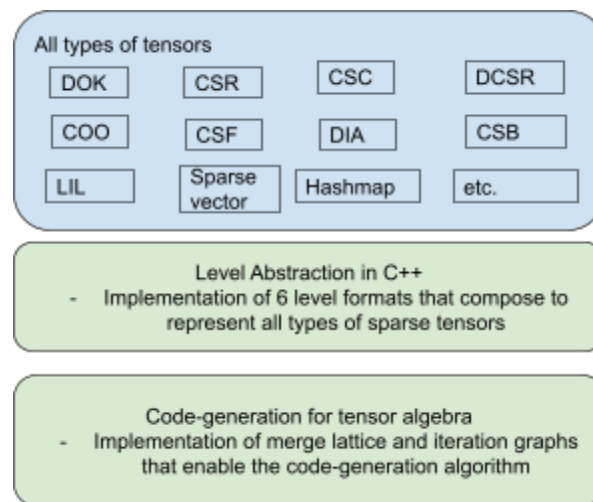 All types of tensors
DOK CSR CSC DCSR
COO CSF DIA CSB
LIL Sparse vector Hashmap etc.
Level Abstraction in C++
- Implementation of 6 level formats that compose to
represent all types of sparse tensors
Code-generation for tensor algebra
- Implementation of merge lattice and iteration graphs
that enable the code-generation algorithm